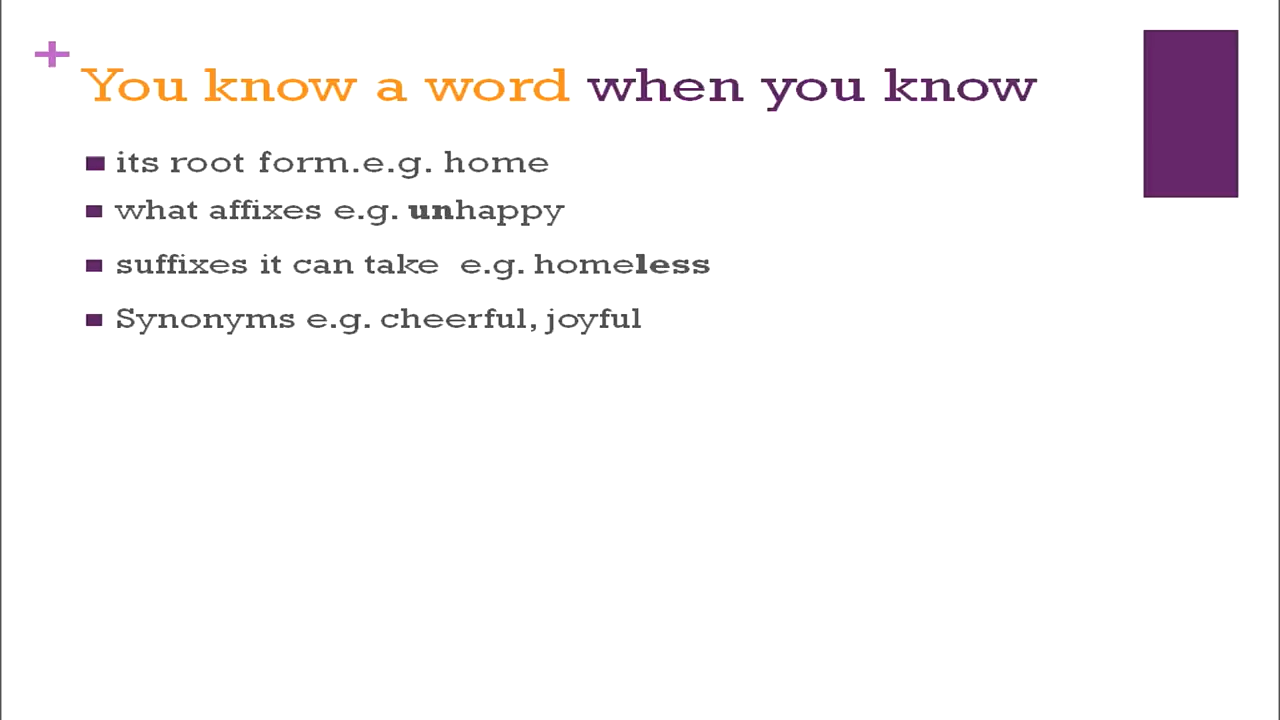 You know a word when you know
its root form.e.g. home
what affixes e.g. unhappy
suffixes it can take e.g. homeless
Synonyms e.g. cheerful, joyful